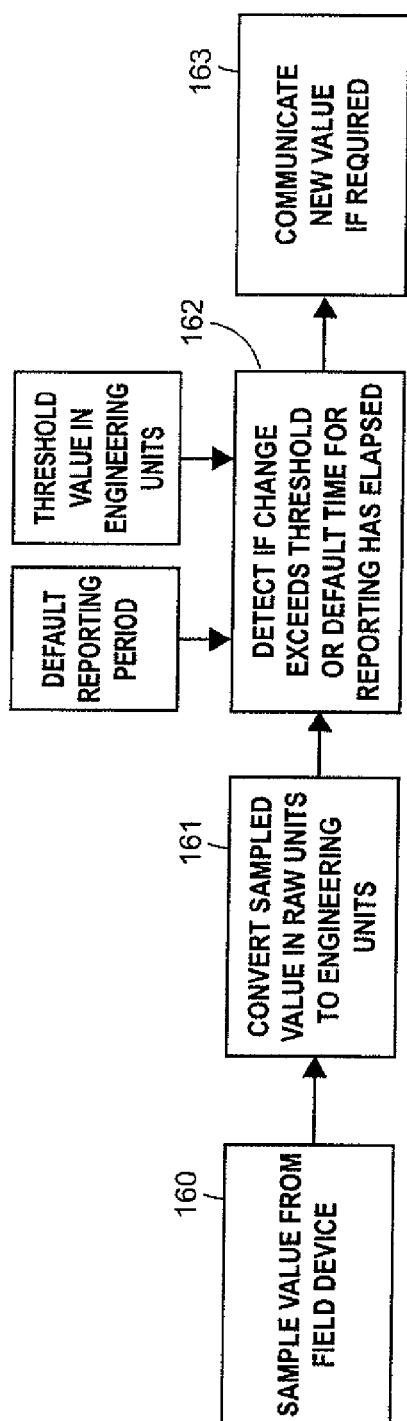 160
SAMPLE VALUE FROM
FIELD DEVICE
161
CONVERT SAMPLED
VALUE IN RAW UNITS
TO ENGINEERING
UNITS
DEFAULT
REPORTING
PERIOD
THRESHOLD
VALUE IN
ENGINEERING
UNITS
162
DETECT IF CHANGE
EXCEEDS THRESHOLD
OR DEFAULT TIME FOR
REPORTING HAS ELAPSED
163
COMMUNICATE
NEW VALUE
IF REQUIRED